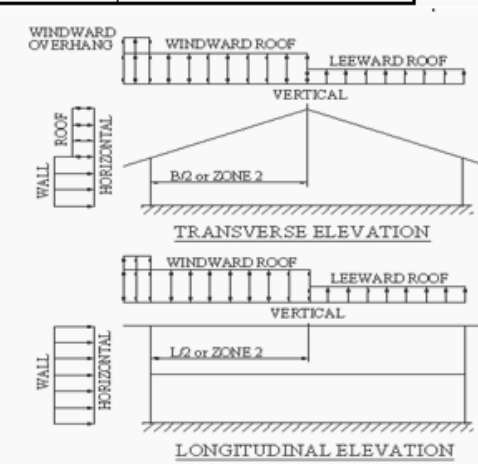 WINDWARD
OVERHANG
WINDWARD ROOF
LEEWARD ROOF
VERTICAL
ROOF
WALL
HORIZONTAL
B/2 or ZONE 2
TRANSVERSE ELEVATION
WINDWARD ROOF
LEEWARD ROOF
VERTICAL
WALL
HORIZONTAL
L/2 or ZONE 2
LONGITUDINAL ELEVATION